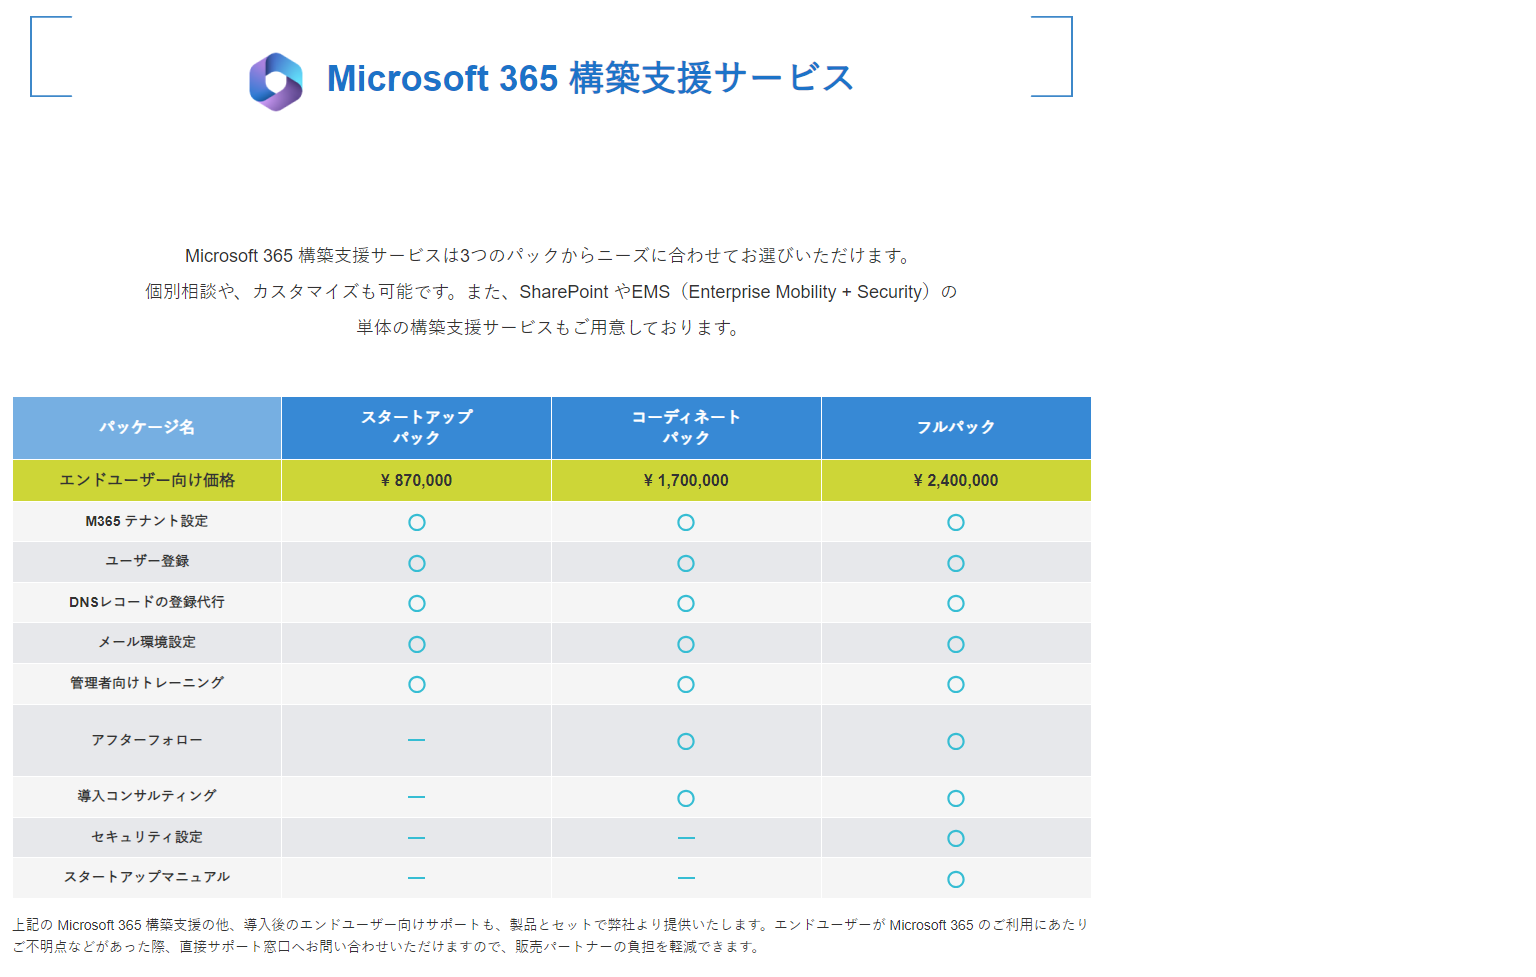 Microsoft 365 構築支援サービス
Microsoft 365 構築支援サービスは3つのパックからニーズに合わせてお選びいただけます。
個別相談や、カスタマイズも可能です。また、SharePoint やEMS（Enterprise Mobility + Security）の
単体の構築支援サービスもご用意しております。
パッケージ名 スタートアップ コーディネート フルパック
パック パック
エンドユーザー向け価格 ¥ 870,000 ¥ 1,700,000 ¥ 2,400,000
M365 テナント設定 〇 〇 〇
ユーザー登録 〇 〇 〇
DNSレコードの登録代行 〇 〇 〇
メール環境設定 〇 〇 〇
管理者向けトレーニング 〇 〇 〇
アフターフォロー ― 〇 〇
導入コンサルティング ― 〇 〇
セキュリティ設定 ― ― 〇
スタートアップマニュアル ― ― 〇
上記の Microsoft 365 構築支援の他、導入後のエンドユーザー向けサポートも、製品とセットで弊社より提供いたします。エンドユーザーが Microsoft 365 のご利用にあたり
ご不明点などがあった際、直接サポート窓口へお問い合わせいただけますので、販売パートナーの負担を軽減できます。